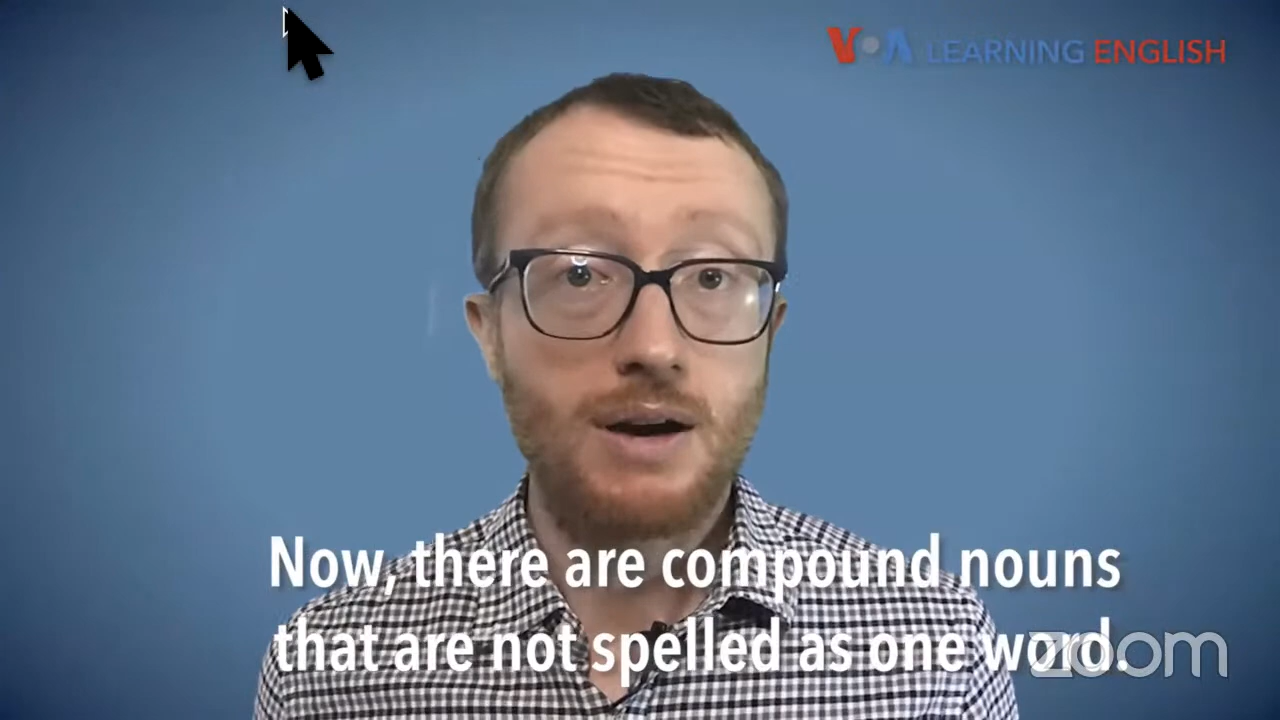 VOA LEARNING ENGLISH
Now, there are compound nouns
that are not spelled as one word.
zoom